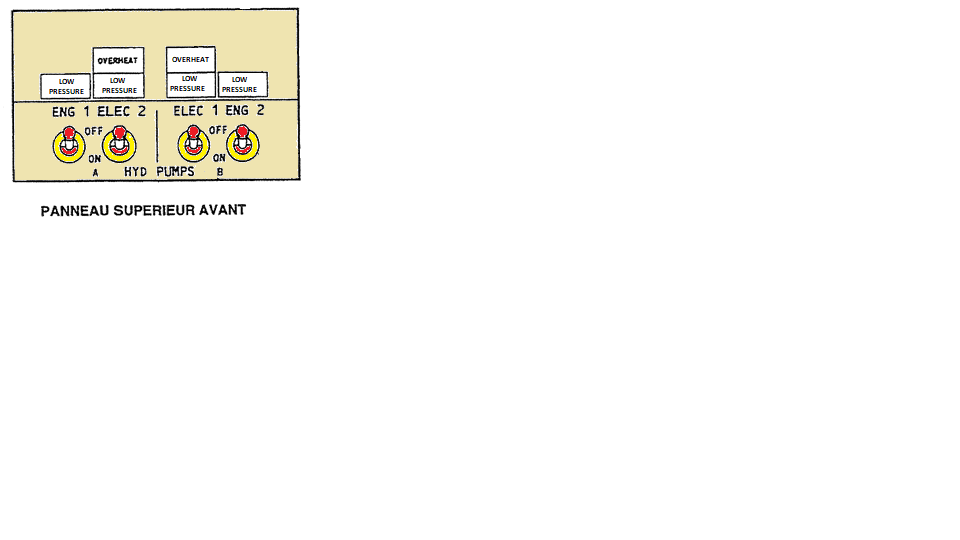 OVERHEAT OVERHEAT
LOW PRESSURE LOW PRESSURE LOW PRESSURE LOW PRESSURE
ENG 1 ELEC 2 ELEC 1 ENG 2
OFF OFF
ON ON
A HYD PUMPS B
PANNEAU SUPERIEUR AVANT